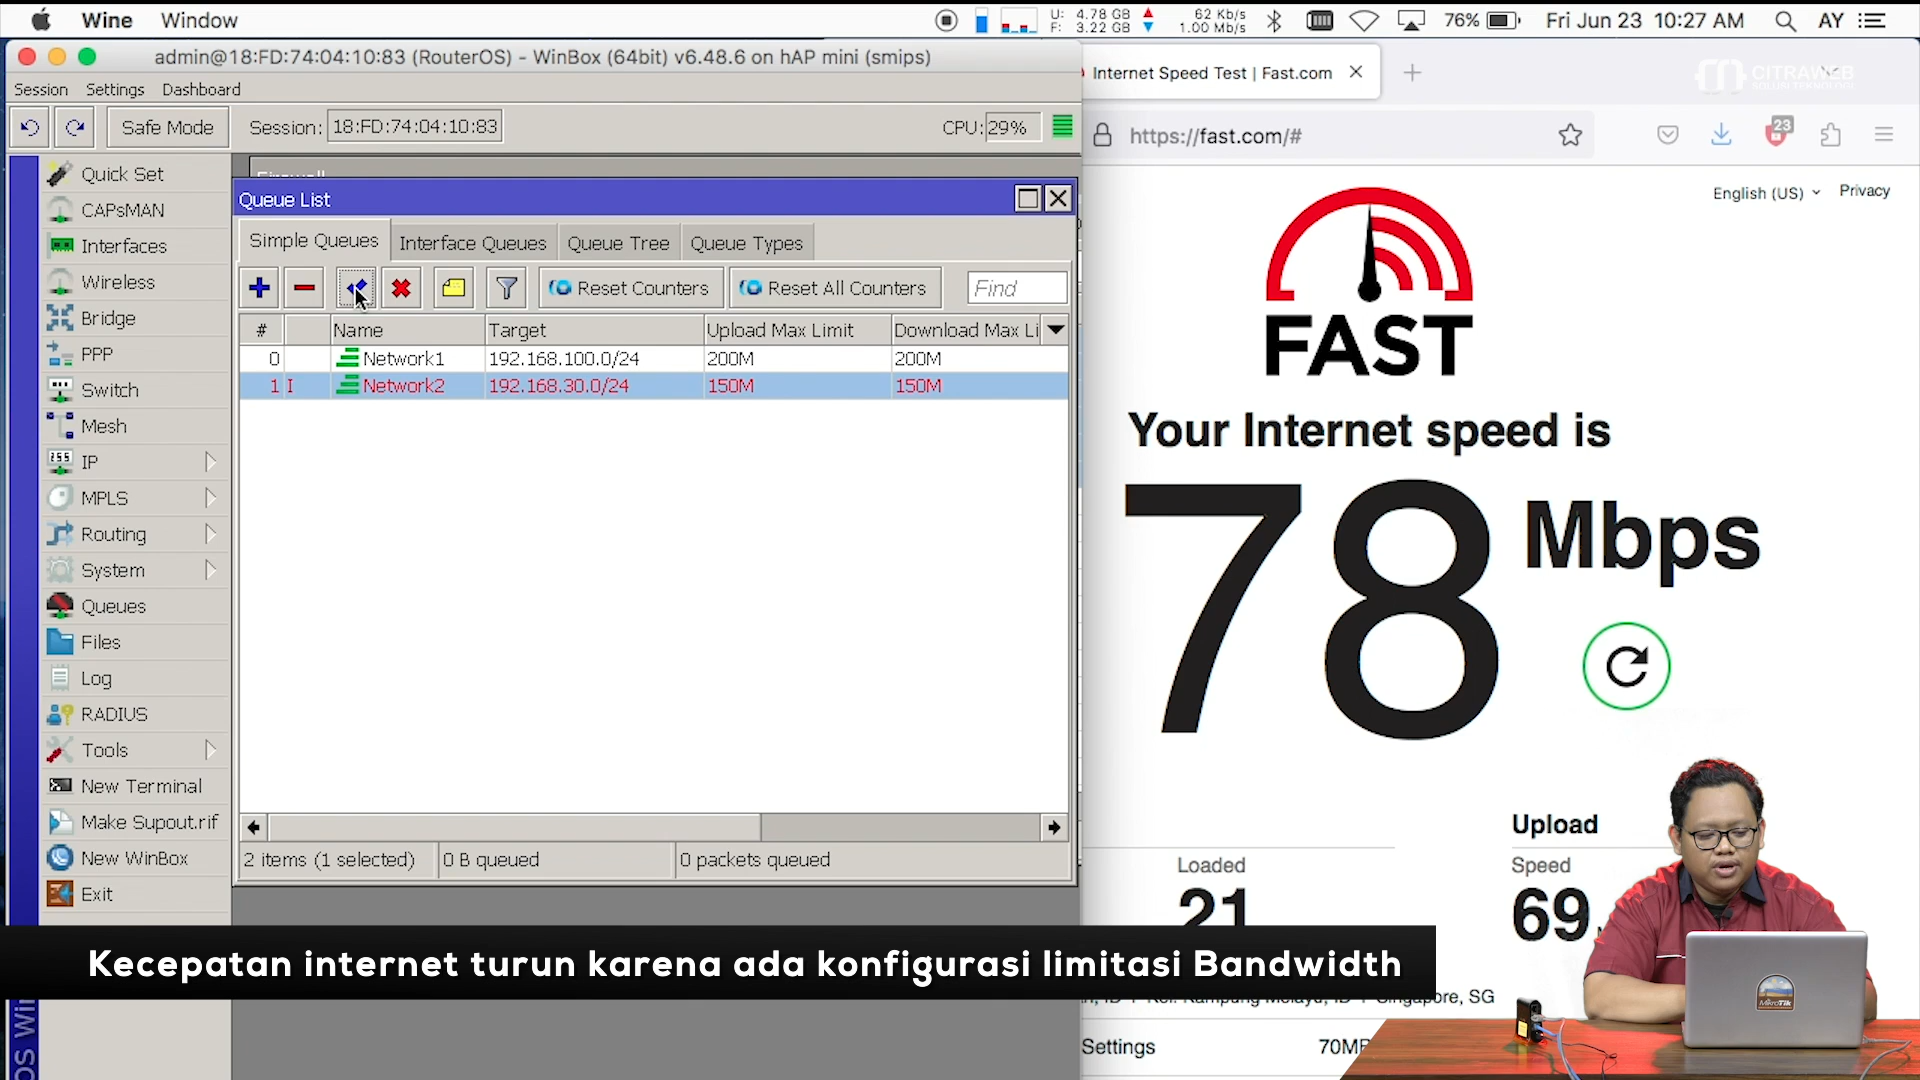 Wine Window
U: 4.78 GB 62 Kb/s
F: 3.22 GB 1.00 Mb/s
76% Fri Jun 23 10:27 AM AY
admin@18:FD:74:04:10:83 (RouterOS) - WinBox (64bit) v6.48.6 on hAP mini (smips)
Session Settings Dashboard
Safe Mode Session: 18:FD:74:04:10:83 CPU: 29%
Quick Set
CAPsMAN
Interfaces
Wireless
Bridge
PPP
Switch
Mesh
IP
MPLS
Routing
System
Queues
Files
Log
RADIUS
Tools
New Terminal
Make Supout.rif
New WinBox
Exit
Queue List
Simple Queues Interface Queues Queue Tree Queue Types
Reset Counters Reset All Counters Find
# Name Target Upload Max Limit Download Max Li
0 Network1 192.168.100.0/24 200M 200M
1 I Network2 192.168.30.0/24 150M 150M
2 items (1 selected) 0 B queued 0 packets queued
Internet Speed Test | Fast.com
CITRAWEB
SOLUSI TEKNOLOGI
https://fast.com/#
23
English (US) Privacy
FAST
Your Internet speed is
78 Mbps
Upload
Loaded Speed
21 69
Kecepatan internet turun karena ada konfigurasi limitasi Bandwidth
Singapore, SG
Settings 70MB
MikroTik